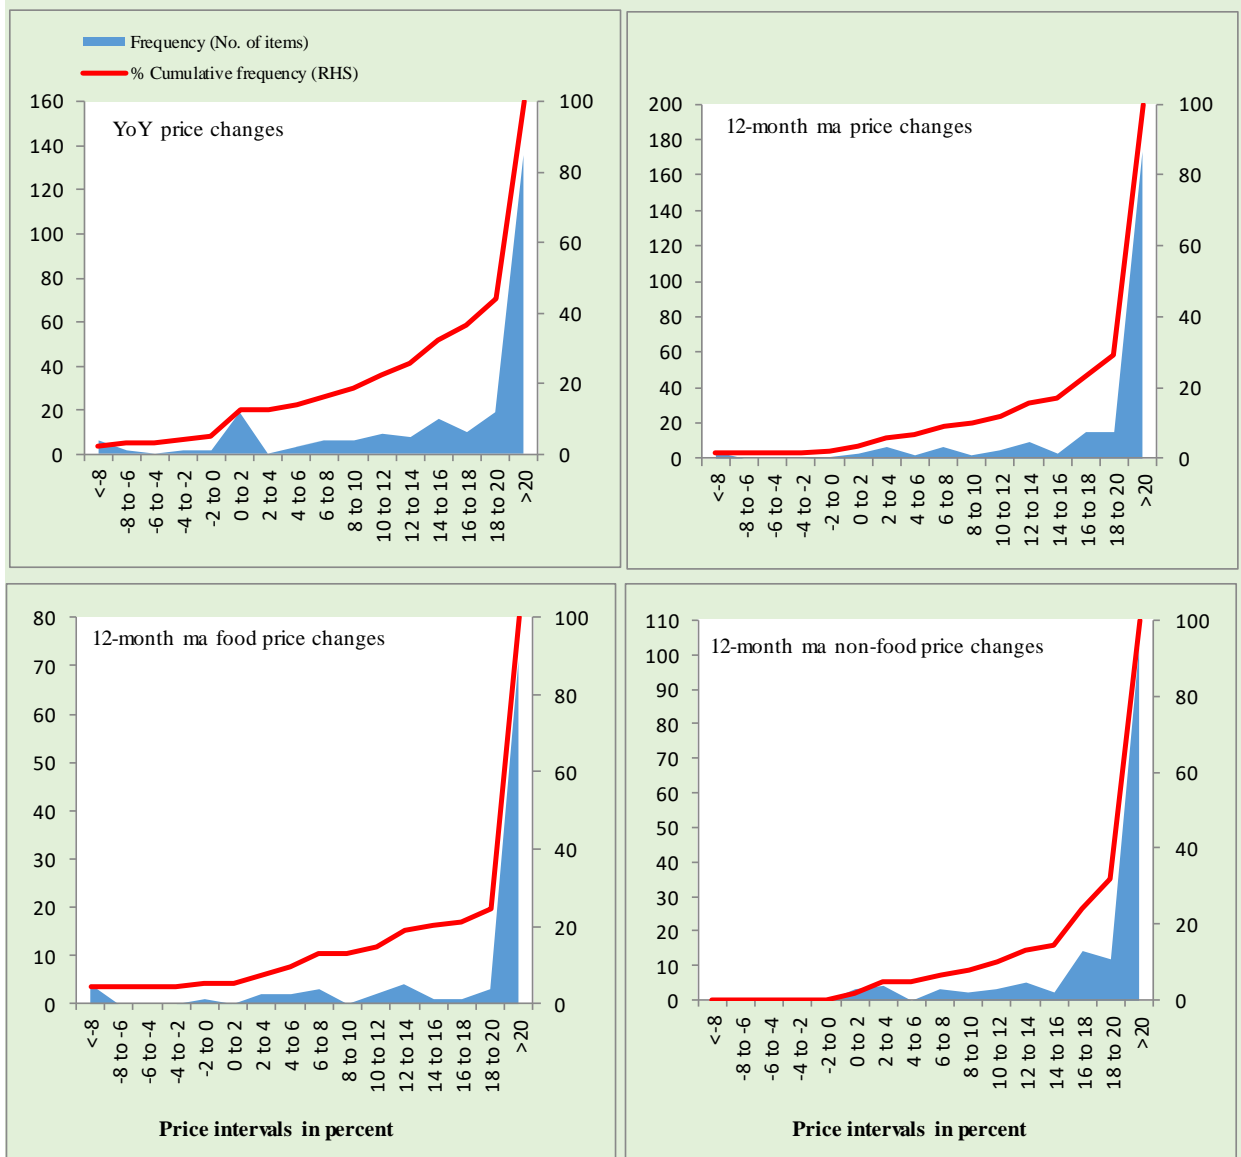 Frequency (No. of items)
% Cumulative frequency (RHS)
YoY price changes
160
140
120
100
80
60
40
20
0
100
80
60
40
20
0
<-8
-8 to -6
-6 to -4
-4 to -2
-2 to 0
0 to 2
2 to 4
4 to 6
6 to 8
8 to 10
10 to 12
12 to 14
14 to 16
16 to 18
18 to 20
>20
12-month ma price changes
200
180
160
140
120
100
80
60
40
20
0
100
80
60
40
20
0
<-8
-8 to -6
-6 to -4
-4 to -2
-2 to 0
0 to 2
2 to 4
4 to 6
6 to 8
8 to 10
10 to 12
12 to 14
14 to 16
16 to 18
18 to 20
>20
12-month ma food price changes
80
70
60
50
40
30
20
10
0
100
80
60
40
20
0
<-8
-8 to -6
-6 to -4
-4 to -2
-2 to 0
0 to 2
2 to 4
4 to 6
6 to 8
8 to 10
10 to 12
12 to 14
14 to 16
16 to 18
18 to 20
>20
Price intervals in percent
12-month ma non-food price changes
110
100
90
80
70
60
50
40
30
20
10
0
100
80
60
40
20
0
<-8
-8 to -6
-6 to -4
-4 to -2
-2 to 0
0 to 2
2 to 4
4 to 6
6 to 8
8 to 10
10 to 12
12 to 14
14 to 16
16 to 18
18 to 20
>20
Price intervals in percent